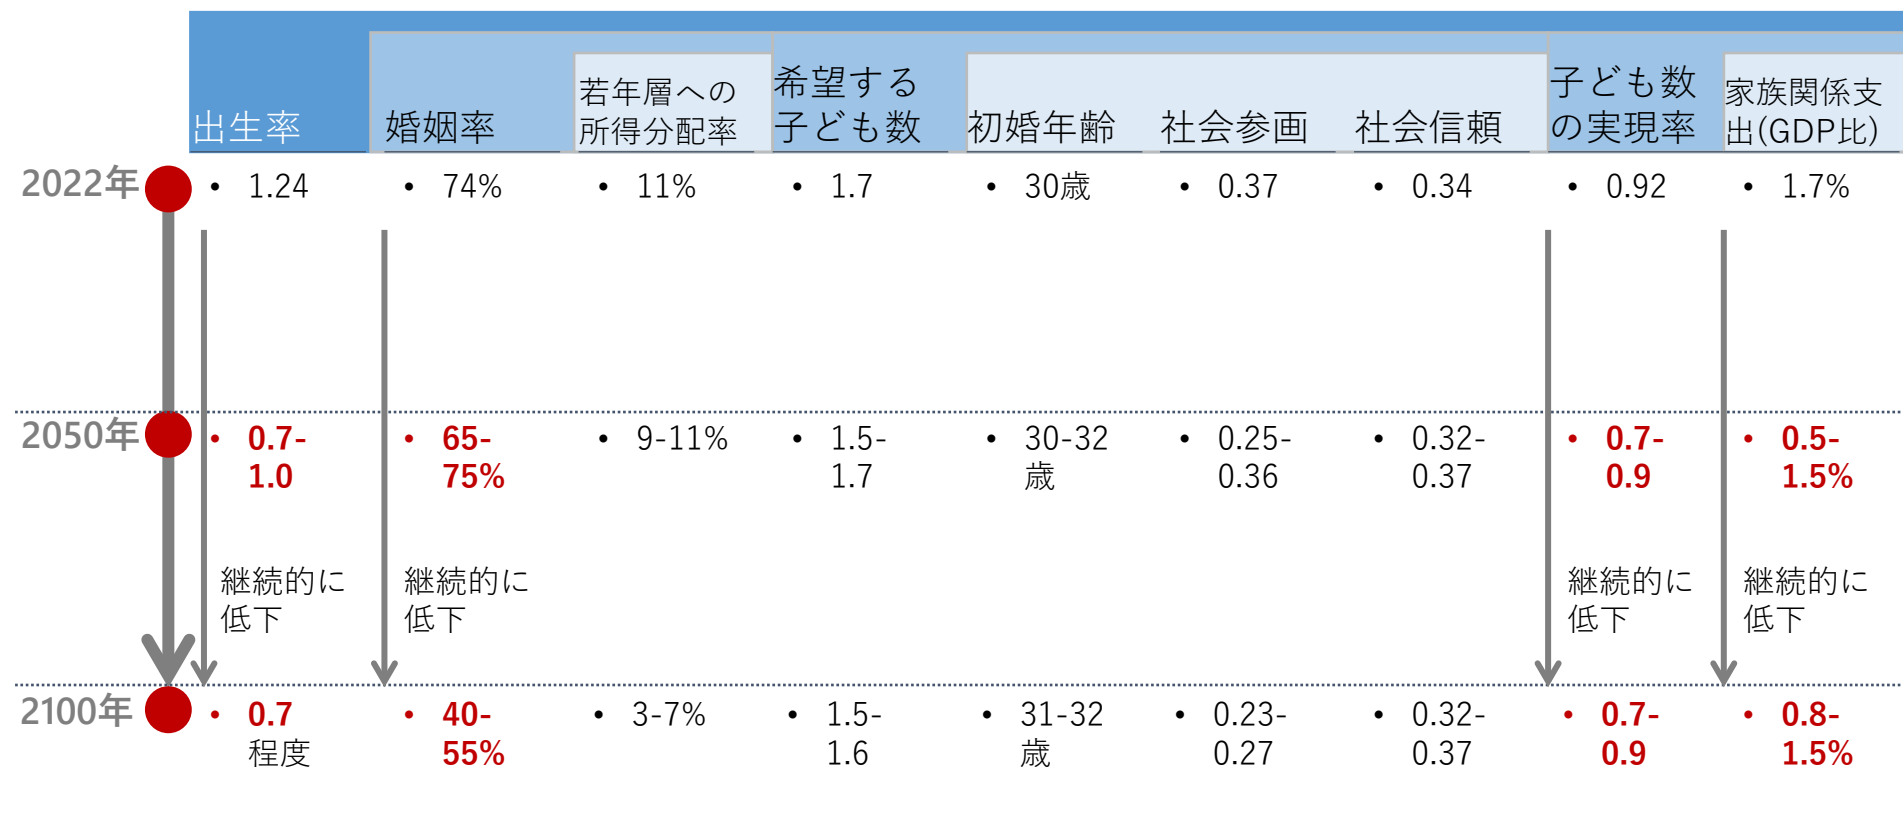 出生率
婚姻率
若年層への
所得分配率
希望する
子ども数
初婚年齢
社会参画
社会信頼
子ども数
の実現率
家族関係支
出(GDP比)
2022年
• 1.24
• 74%
• 11%
• 1.7
• 30歳
• 0.37
• 0.34
• 0.92
• 1.7%
2050年
• 0.7-
1.0
• 65-
75%
• 9-11%
• 1.5-
1.7
• 30-32
歳
• 0.25-
0.36
• 0.32-
0.37
• 0.7-
0.9
• 0.5-
1.5%
継続的に
低下
継続的に
低下
継続的に
低下
継続的に
低下
2100年
• 0.7
程度
• 40-
55%
• 3-7%
• 1.5-
1.6
• 31-32
歳
• 0.23-
0.27
• 0.32-
0.37
• 0.7-
0.9
• 0.8-
1.5%